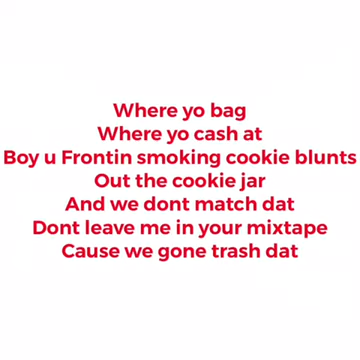 Where yo bag
Where yo cash at
Boy u Frontin smoking cookie blunts
Out the cookie jar
And we dont match dat
Dont leave me in your mixtape
Cause we gone trash dat